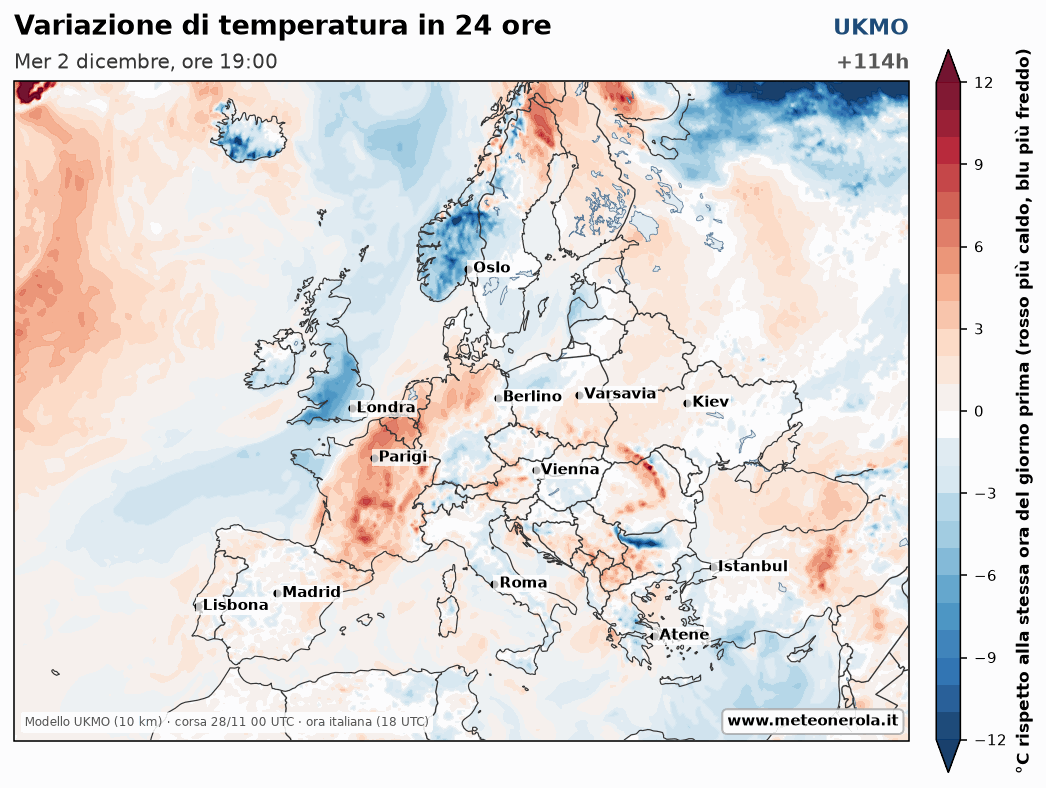 Variazione di temperatura in 24 ore
UKMO
Mer 2 dicembre, ore 19:00
+114h
Oslo
Londra
Berlino
Varsavia
Kiev
Parigi
Vienna
Istanbul
Roma
Madrid
Lisbona
Atene
Modello UKMO (10 km) · corsa 28/11 00 UTC · ora italiana (18 UTC)
www.meteonerola.it
12
9
6
3
0
−3
−6
−9
−12
°C rispetto alla stessa ora del giorno prima (rosso più caldo, blu più freddo)